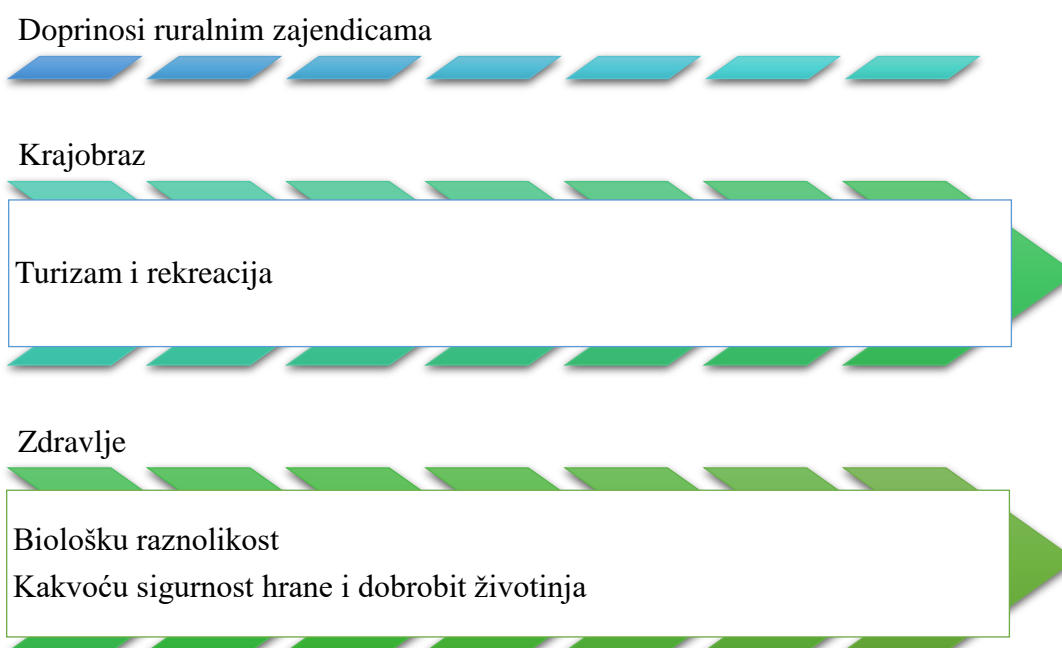 Doprinosi ruralnim zajendicama
Krajobraz
Turizam i rekreacija
Zdravlje
Biološku raznolikost
Kakvoću sigurnost hrane i dobrobit životinja